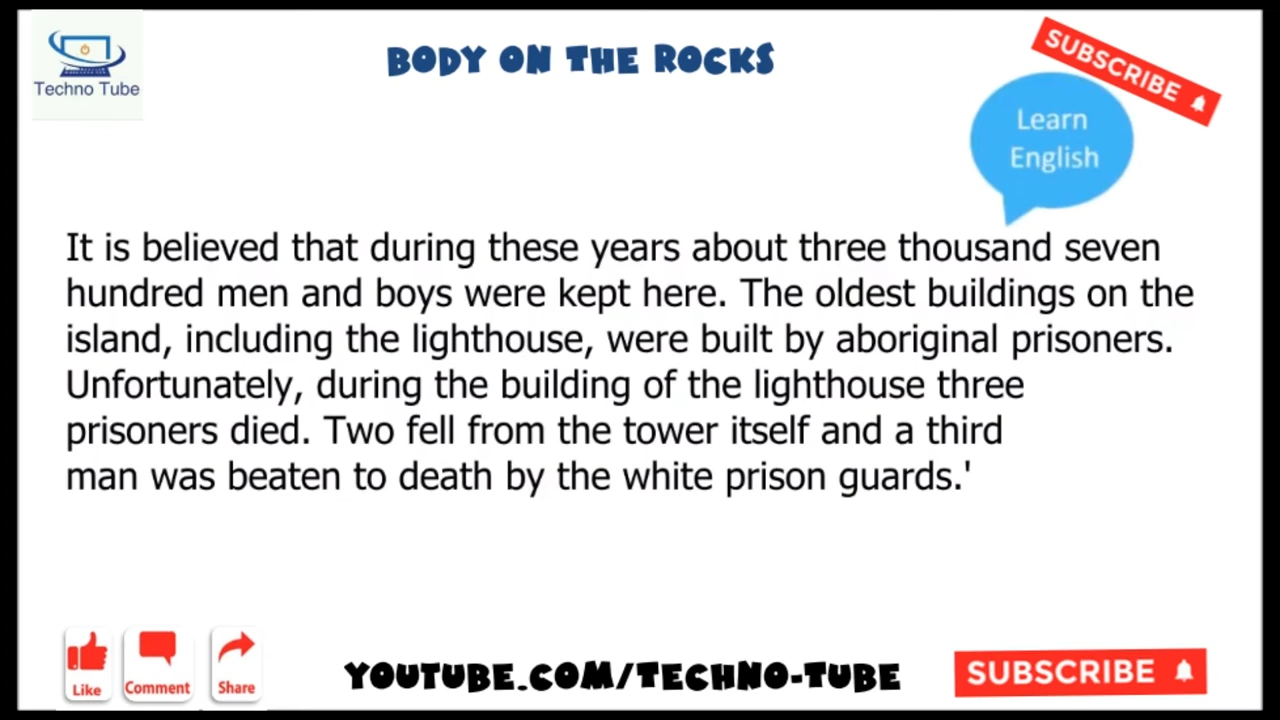 BODY ON THE ROCKS
SUBSCRIBE
Techno Tube
Learn
English
It is believed that during these years about three thousand seven
hundred men and boys were kept here. The oldest buildings on the
island, including the lighthouse, were built by aboriginal prisoners.
Unfortunately, during the building of the lighthouse three
prisoners died. Two fell from the tower itself and a third
man was beaten to death by the white prison guards.'
Like
Comment
Share
YOUTUBE.COM/TECHNO-TUBE
SUBSCRIBE